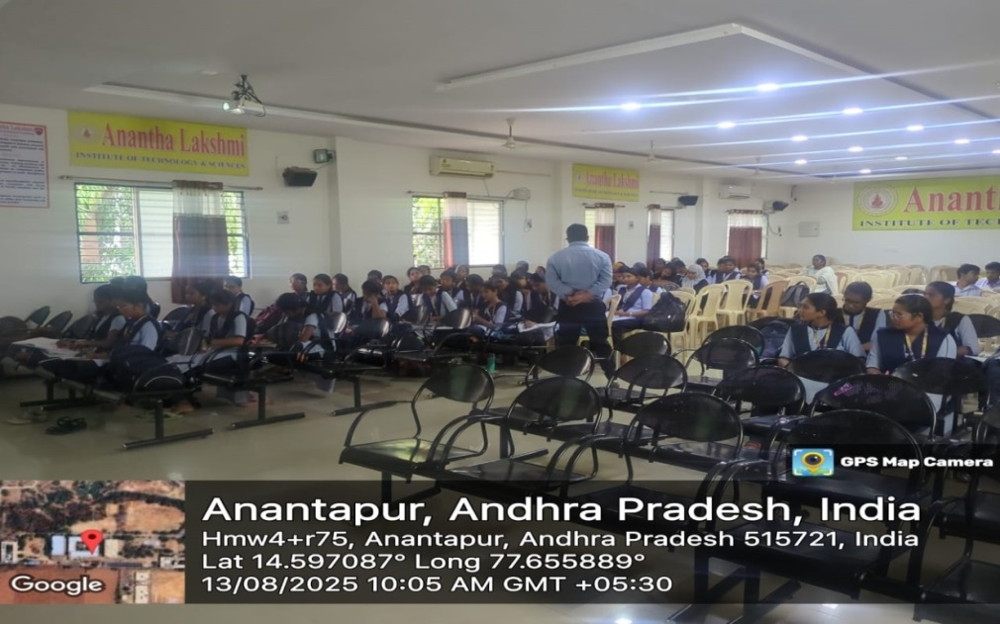 Anantha Lakshmi
INSTITUTE OF TECHNOLOGY & SCIENCES
Anantha Lakshmi
Anantha
INSTITUTE OF TEC
GPS Map Camera
Anantapur, Andhra Pradesh, India
Hmw4+r75, Anantapur, Andhra Pradesh 515721, India
Lat 14.597087° Long 77.655889°
13/08/2025 10:05 AM GMT +05:30
Google